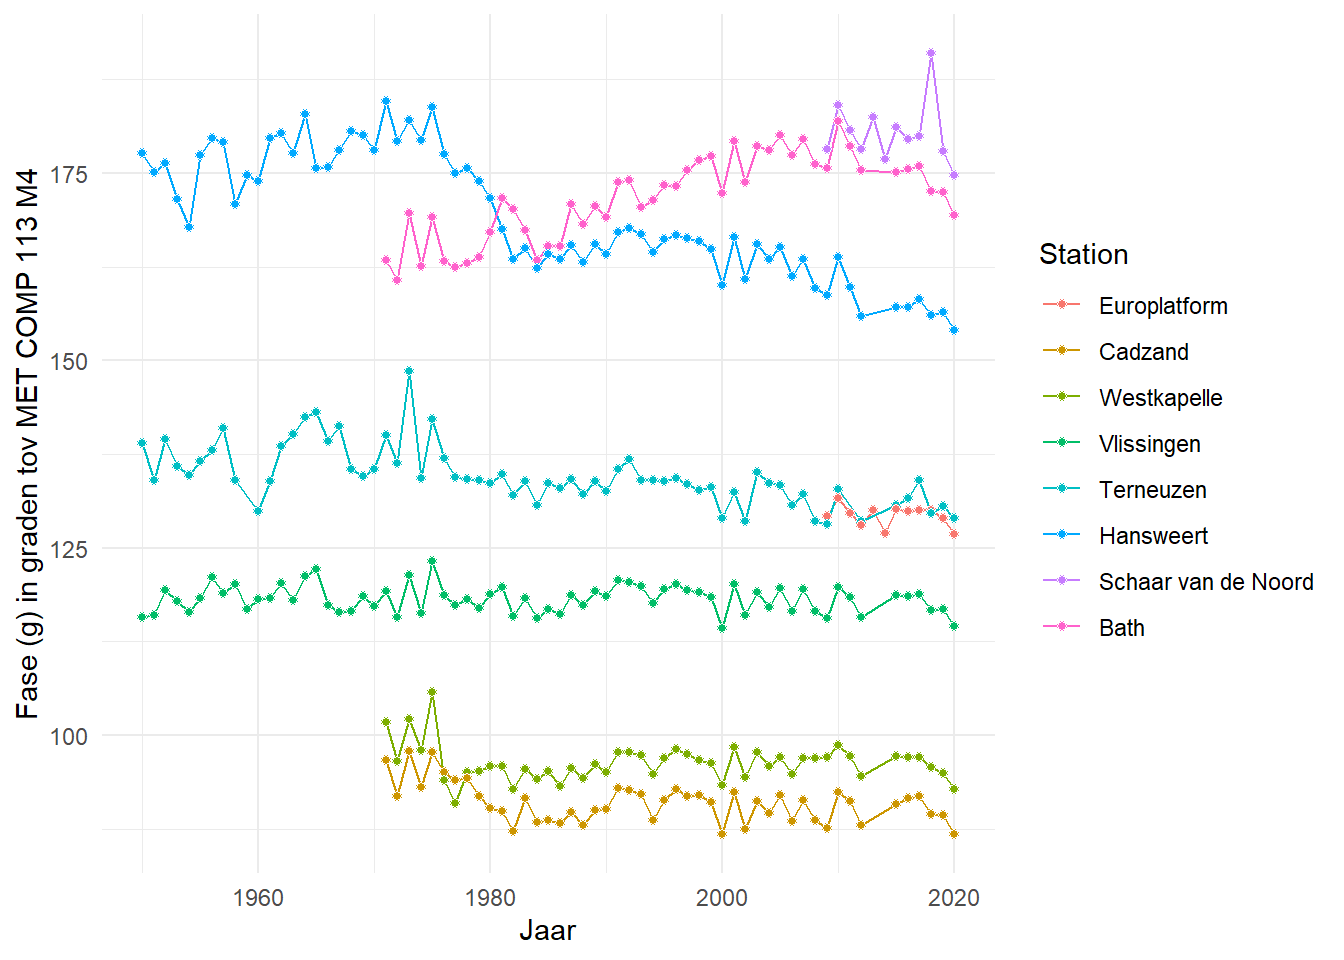 Fase (g) in graden tov MET COMP 113 M4
175
150
125
100
1960
1980
2000
2020
Jaar
Station
Europlatform
Cadzand
Westkapelle
Vlissingen
Terneuzen
Hansweert
Schaar van de Noord
Bath